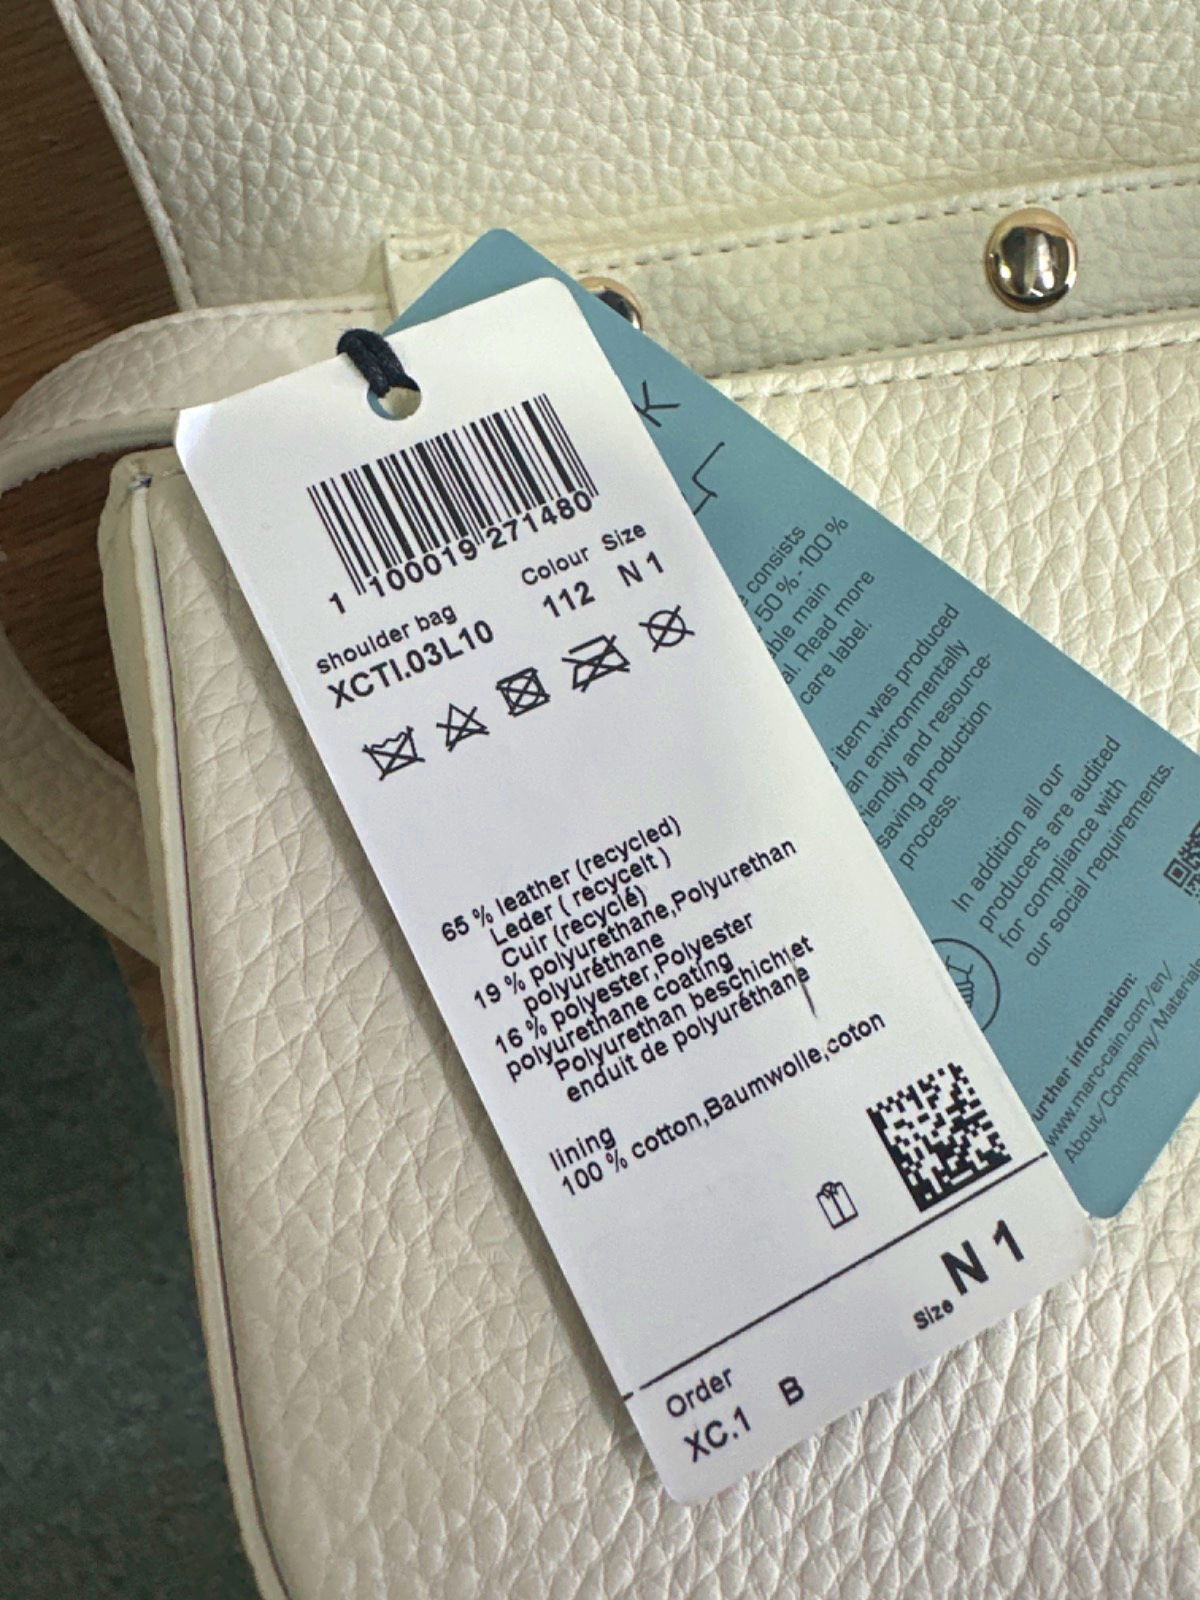 1 100019 271480
shoulder bag Colour Size
XCTI.03L10 112 N 1
65 % leather (recycled)
Leder ( recycelt )
Cuir (recyclé)
19 % polyurethane,Polyurethan
polyuréthane
16 % polyester,Polyester
polyurethane coating
Polyurethan beschichtet
enduit de polyuréthane
lining
100 % cotton,Baumwolle,coton
Size N 1
Order
XC.1 B
K
consists
50 % - 100 %
main
Read more
care label.
item was produced
an environmentally
and resource-
saving production
process.
In addition all our
producers are audited
for compliance with
our social requirements.
information:
www.marc-cain.com/en/
About/Company/Materials